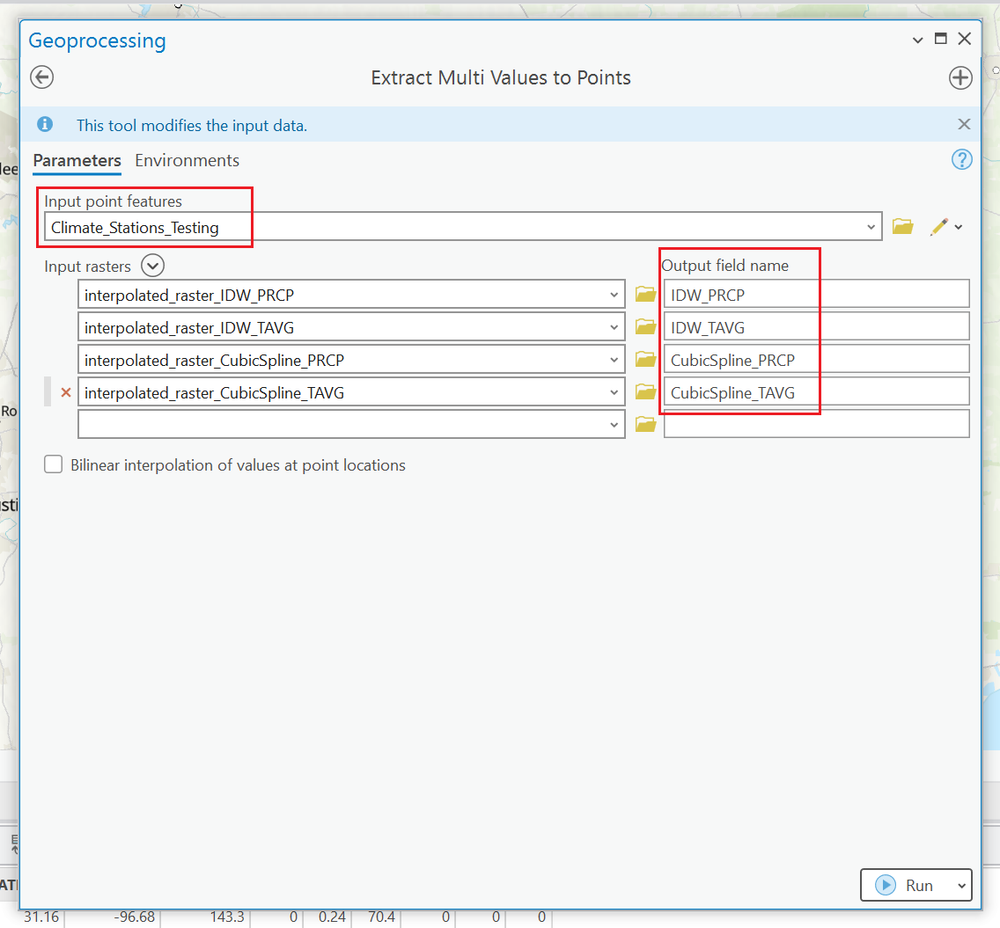 Geoprocessing
Extract Multi Values to Points
This tool modifies the input data.
Parameters Environments
Input point features
Climate_Stations_Testing
Input rasters Output field name
interpolated_raster_IDW_PRCP IDW_PRCP
interpolated_raster_IDW_TAVG IDW_TAVG
interpolated_raster_CubicSpline_PRCP CubicSpline_PRCP
interpolated_raster_CubicSpline_TAVG CubicSpline_TAVG
Bilinear interpolation of values at point locations
Run
31.16 -96.68 143.3 0 0.24 70.4 0 0 0